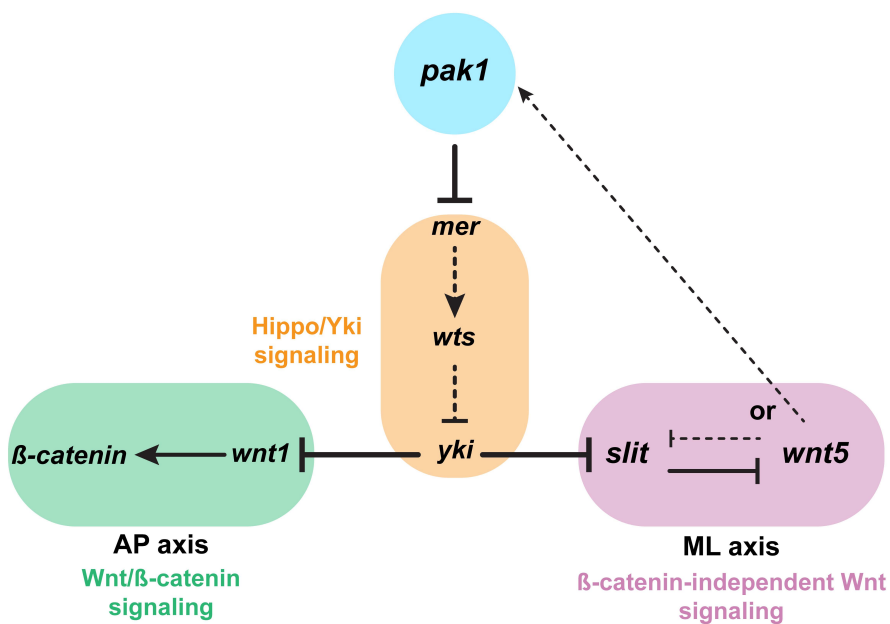 pak1
mer
Hippo/Yki
signaling
wts
or
ß-catenin
wnt1
yki
slit
wnt5
AP axis
ML axis
Wnt/ß-catenin
signaling
ß-catenin-independent Wnt
signaling